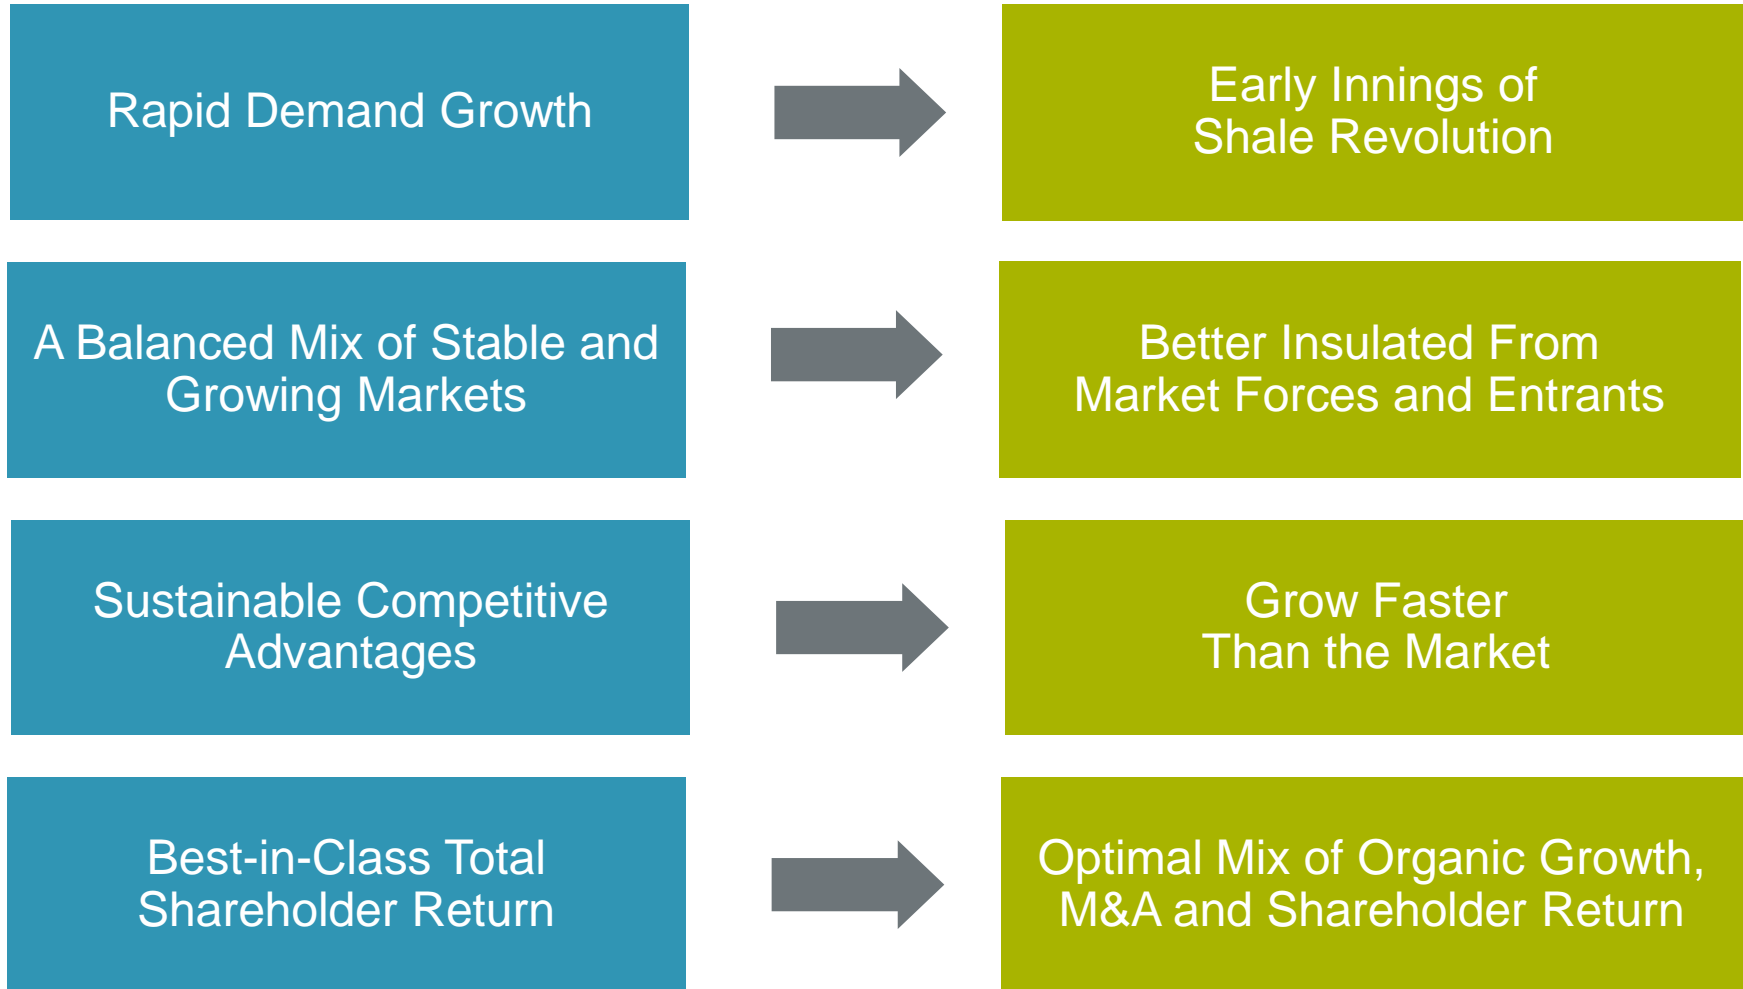 Rapid Demand Growth
Early Innings of
Shale Revolution
A Balanced Mix of Stable and
Growing Markets
Better Insulated From
Market Forces and Entrants
Sustainable Competitive
Advantages
Grow Faster
Than the Market
Best-in-Class Total
Shareholder Return
Optimal Mix of Organic Growth,
M&A and Shareholder Return